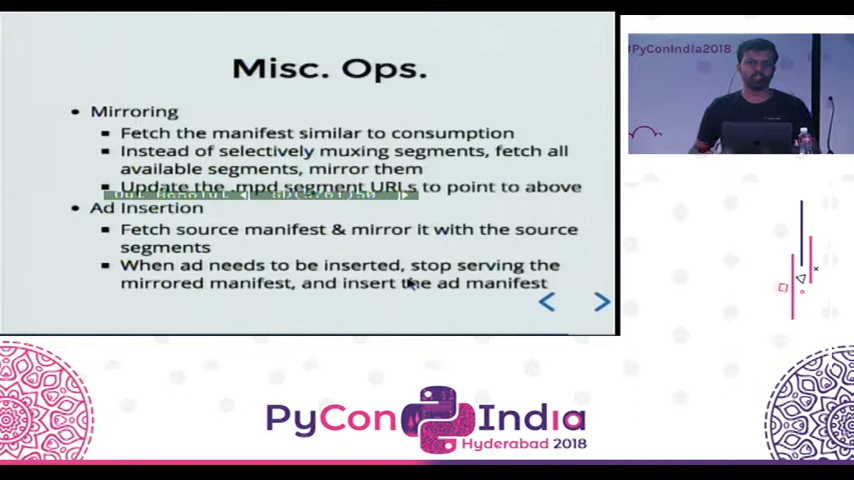 Misc. Ops.
#PyConIndia2018
• Mirroring
▪ Fetch the manifest similar to consumption
▪ Instead of selectively muxing segments, fetch all
available segments, mirror them
▪ Update the .mpd segment URLs to point to above
• Ad Insertion
▪ Fetch source manifest & mirror it with the source
segments
▪ When ad needs to be inserted, stop serving the
mirrored manifest, and insert the ad manifest
PyCon India
Hyderabad 2018